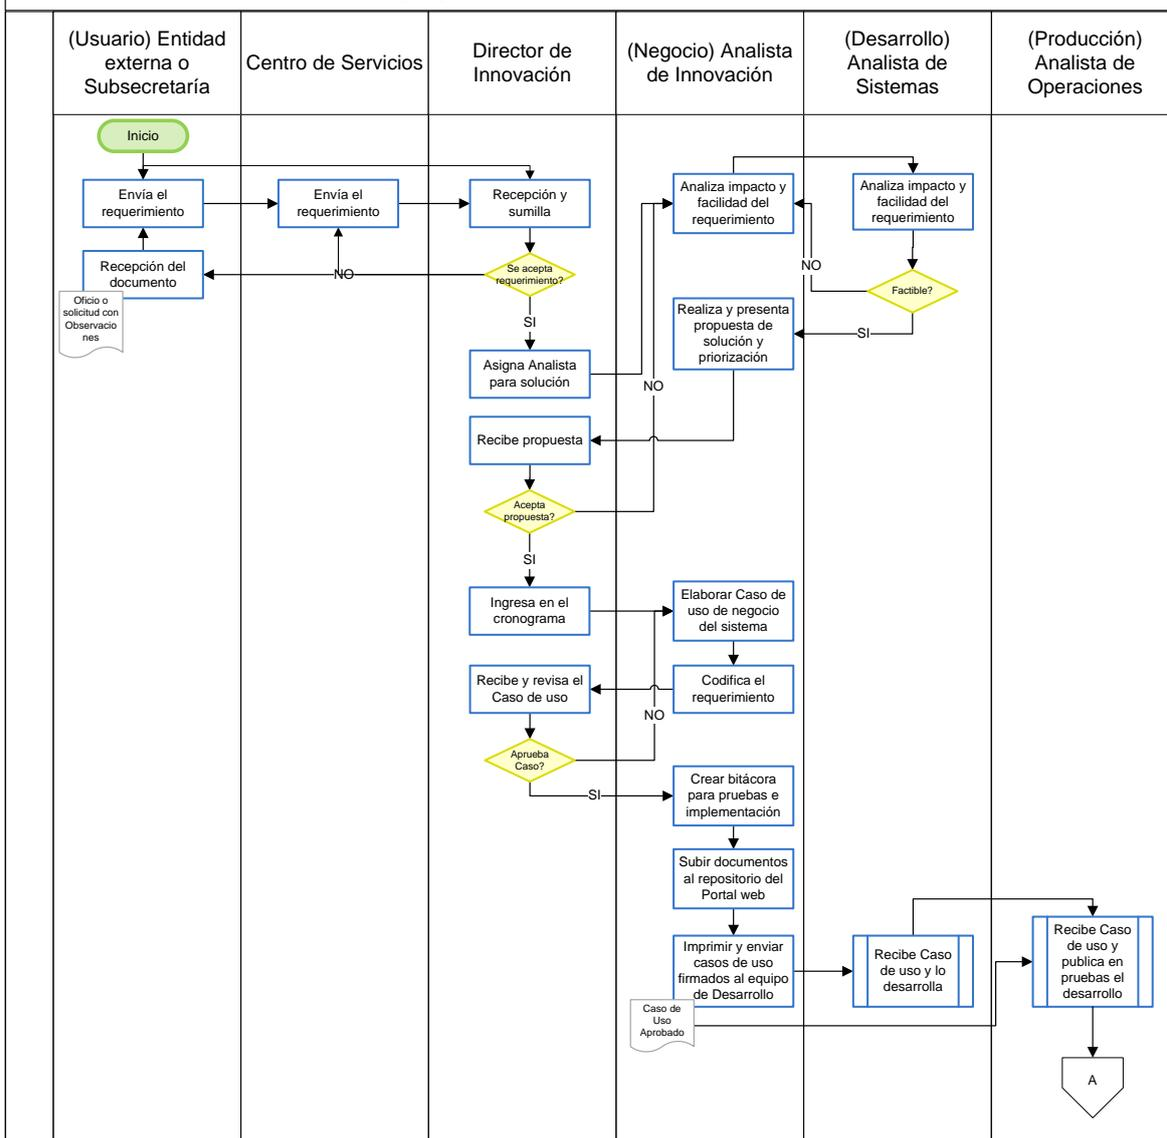 (Usuario) Entidad
externa o
Subsecretaría
Centro de Servicios
Director de
Innovación
(Negocio) Analista
de Innovación
(Desarrollo)
Analista de
Sistemas
(Producción)
Analista de
Operaciones
Inicio
Envía el
requerimiento
Envía el
requerimiento
Recepción y
sumilla
Analiza impacto y
facilidad del
requerimiento
Analiza impacto y
facilidad del
requerimiento
Recepción del
documento
Oficio o
solicitud con
Observacio
nes
NO
Se acepta
requerimiento?
NO
Factible?
SI
Realiza y presenta
propuesta de
solución y
priorización
SI
Asigna Analista
para solución
NO
Recibe propuesta
Acepta
propuesta?
SI
Ingresa en el
cronograma
Elaborar Caso de
uso de negocio
del sistema
Recibe y revisa el
Caso de uso
Codifica el
requerimiento
NO
Aprueba
Caso?
SI
Crear bitácora
para pruebas e
implementación
Subir documentos
al repositorio del
Portal web
Imprimir y enviar
casos de uso
firmados al equipo
de Desarrollo
Caso de
Uso
Aprobado
Recibe Caso
de uso y lo
desarrolla
Recibe Caso
de uso y
publica en
pruebas el
desarrollo
A